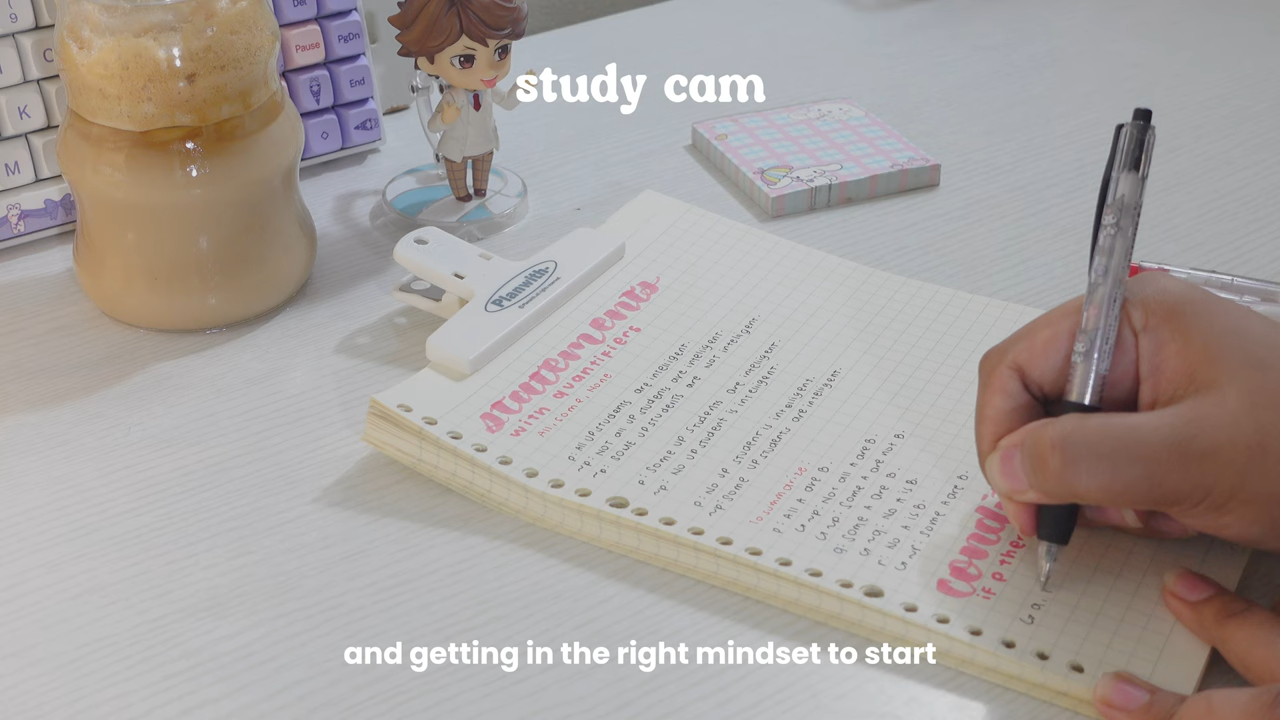 study cam
Del
Pause
PgDn
End
K
M
Planwith.
statements
with quantifiers
All, Some, None
p: All UP students are intelligent.
~p: NOT all UP students are intelligent.
~p: SOME UP students are NOT intelligent.
p: Some UP students are intelligent.
~p: No UP student is intelligent.
p: No UP student is intelligent.
~p: Some UP students are intelligent.
To summarize:
p: All A are B.
↳ ~p: Not all A are B.
↳ ~p: Some A are not B.
q: Some A are B.
↳ ~q: No A is B.
r: No A is B.
↳ ~r: Some A are B.
condi
if p ther
and getting in the right mindset to start